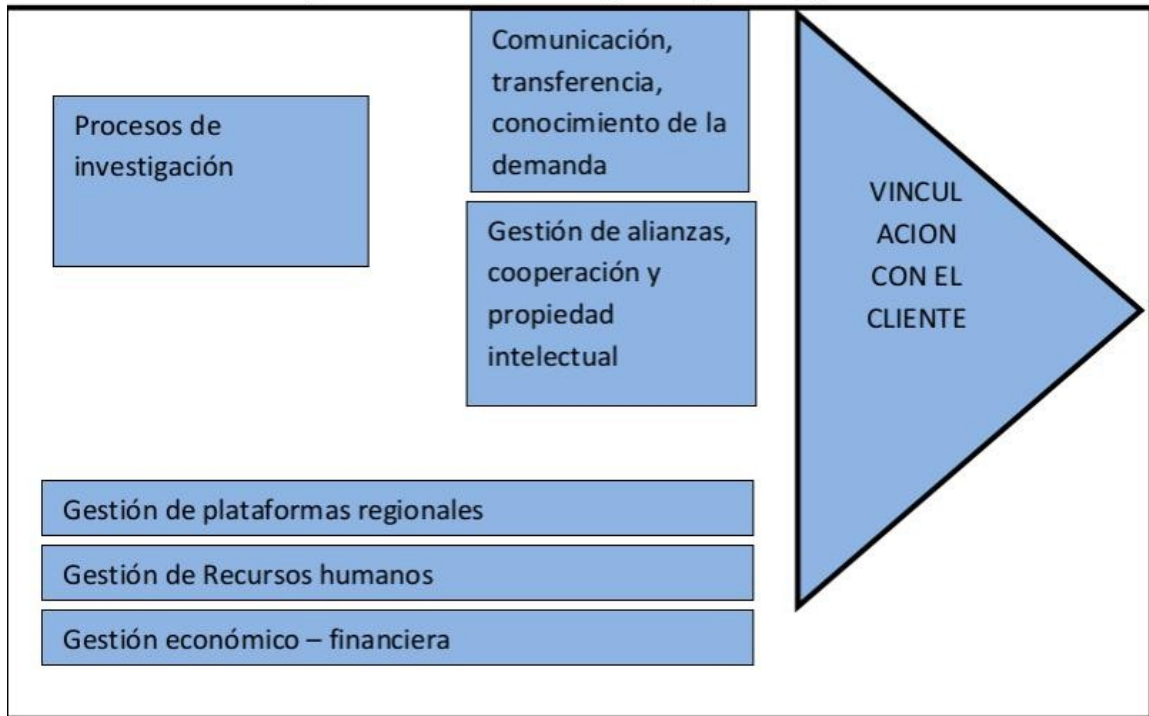 Procesos de
investigación
Comunicación,
transferencia,
conocimiento de la
demanda
Gestión de alianzas,
cooperación y
propiedad
intelectual
VINCUL
ACION
CON EL
CLIENTE
Gestión de plataformas regionales
Gestión de Recursos humanos
Gestión económico – financiera